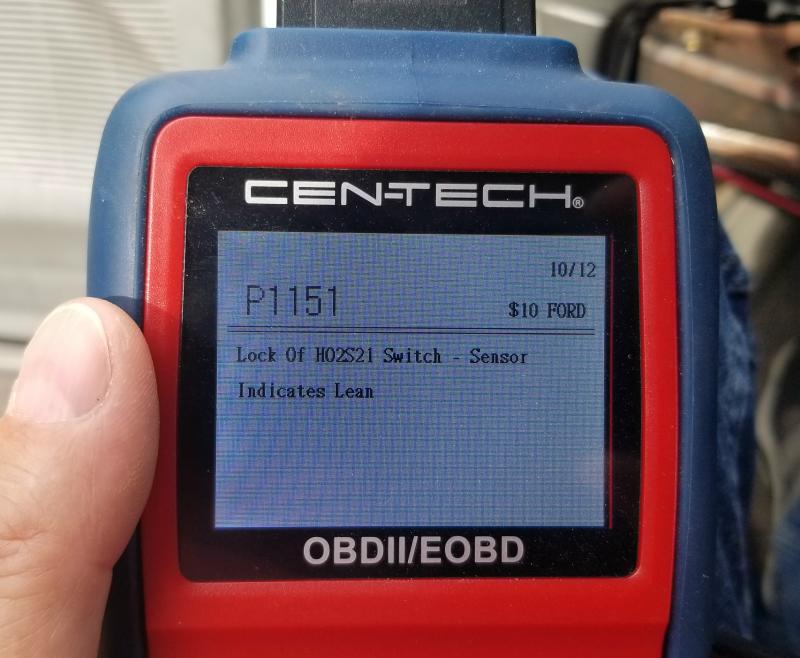 CEN-TECH®
10/12
P1151
$10 FORD
Lock Of HO2S21 Switch - Sensor
Indicates Lean
OBDII/EOBD